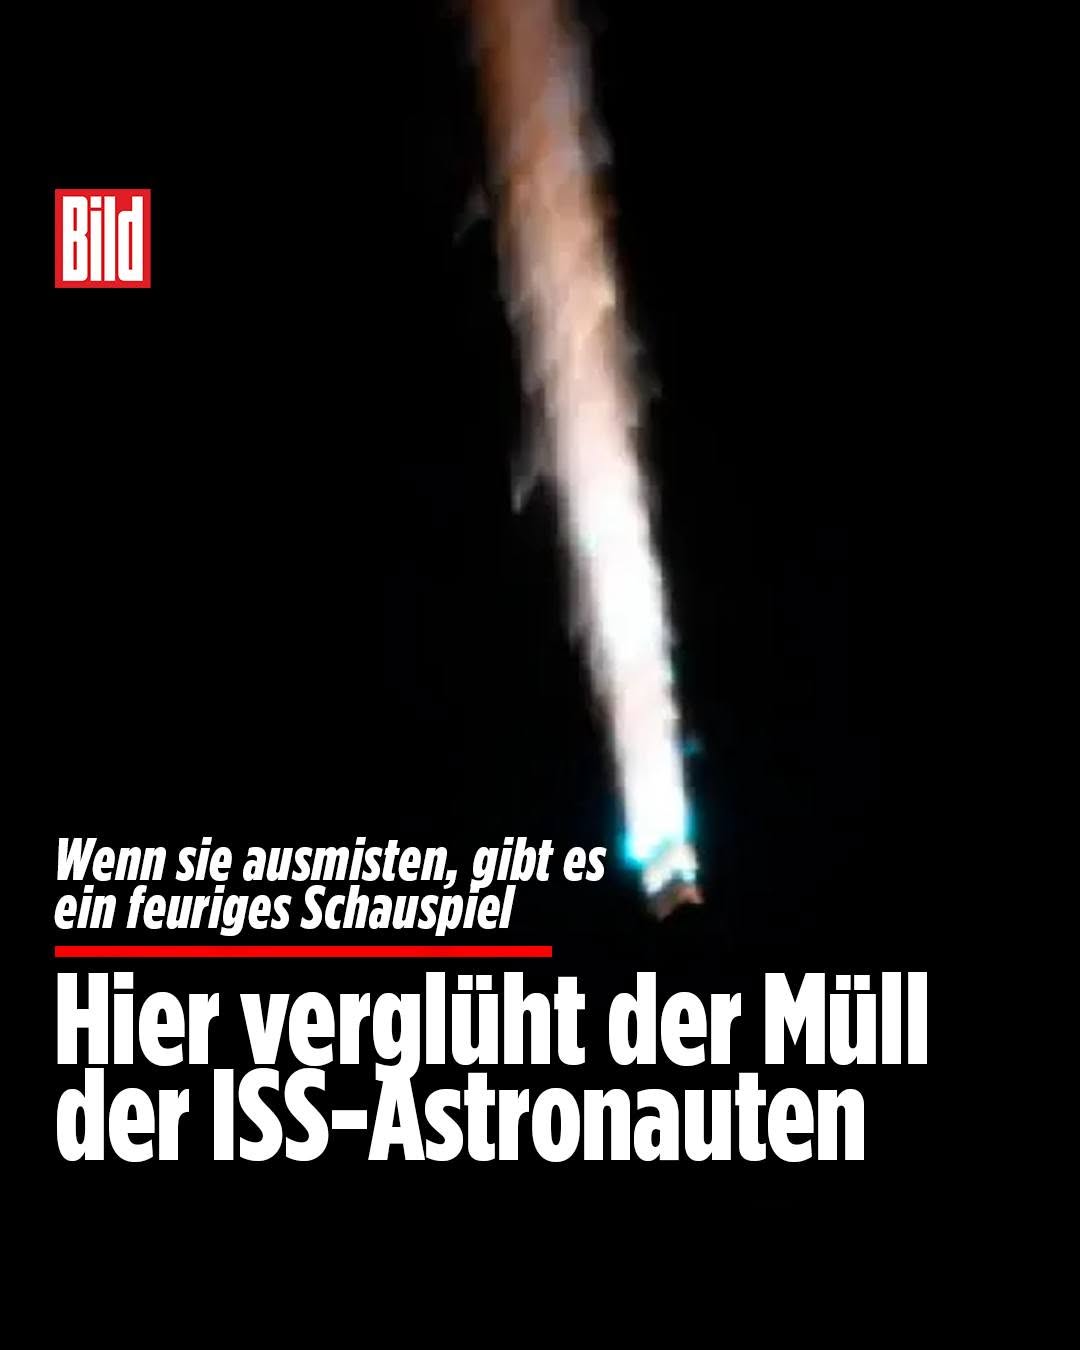 Bild
Wenn sie ausmisten, gibt es
ein feuriges Schauspiel
Hier verglüht der Müll
der ISS-Astronauten